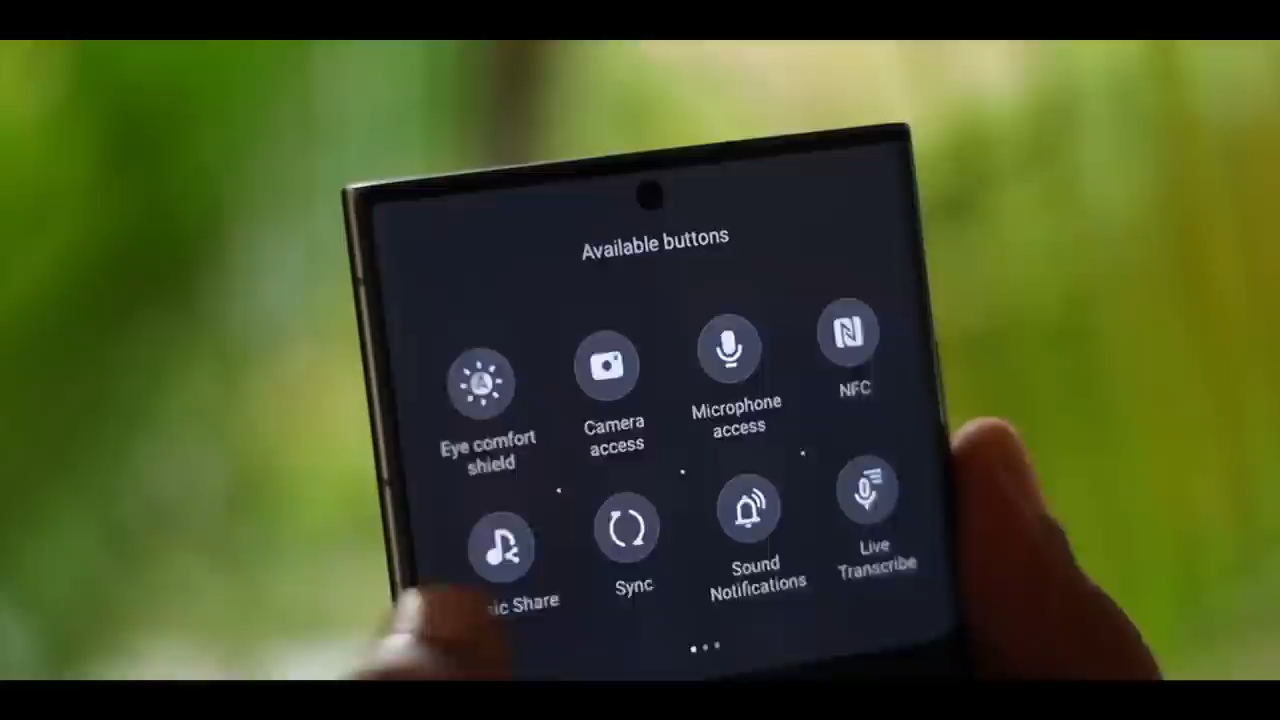 Available buttons
Eye comfort
shield
Camera
access
Microphone
access
NFC
Share
Sync
Sound
Notifications
Live
Transcribe